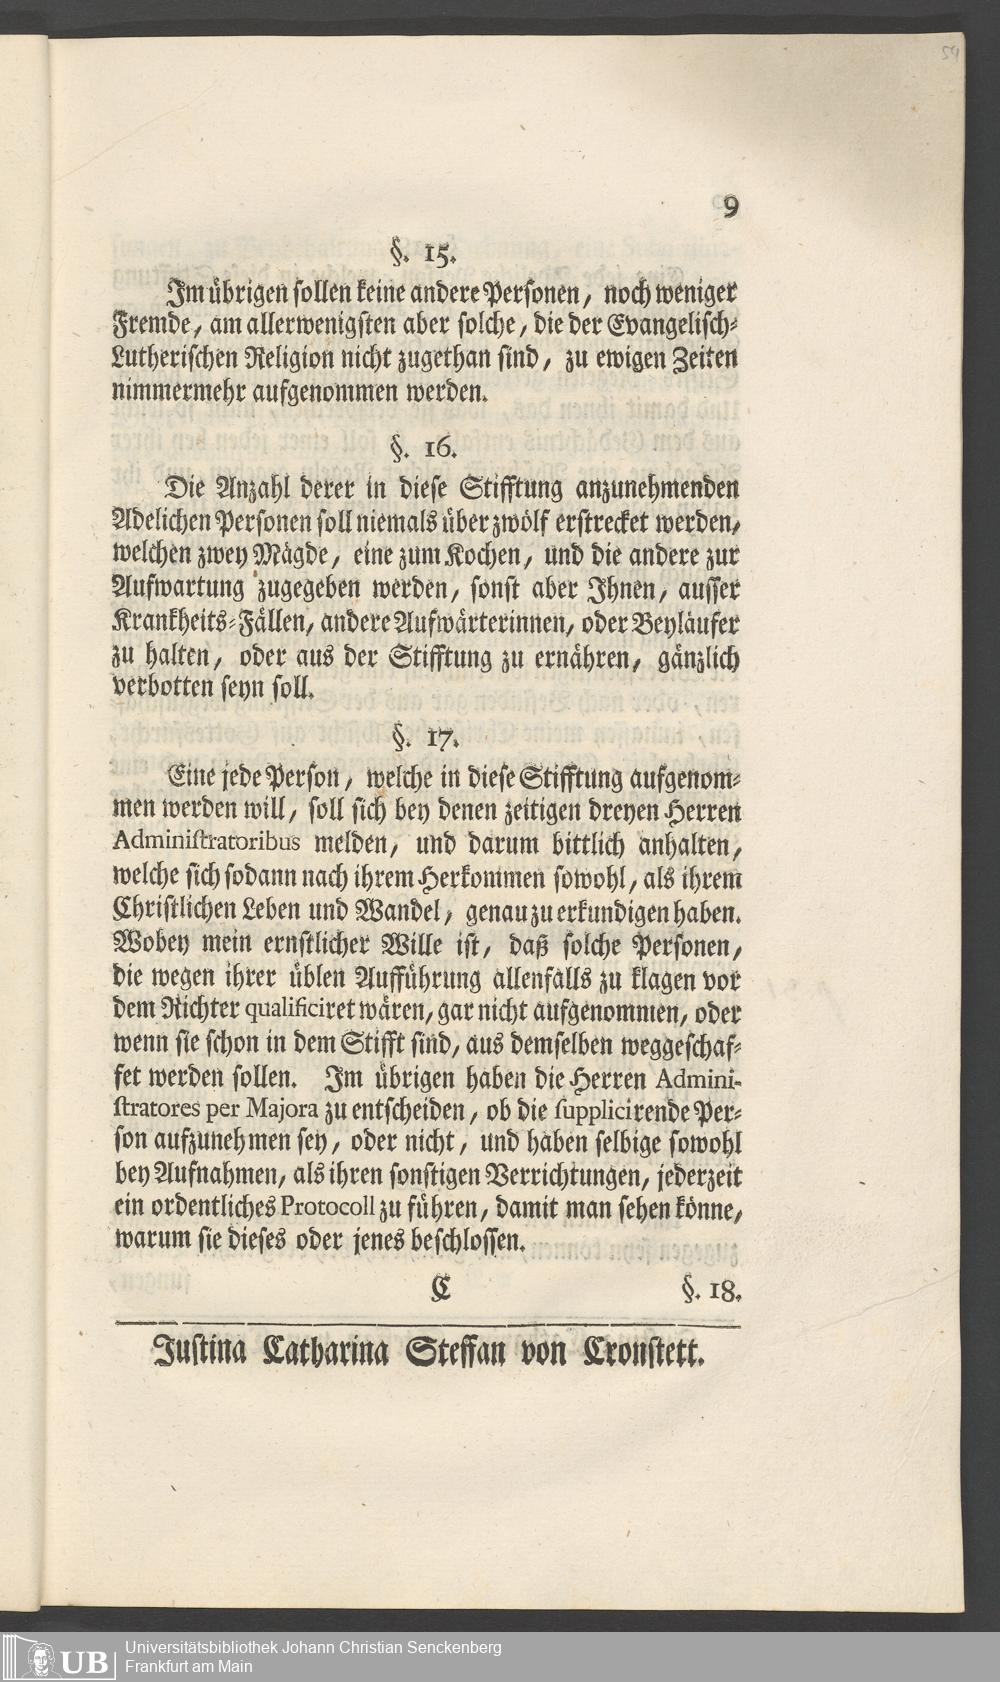 54
9
§. 15.
Im übrigen sollen keine andere Personen, noch weniger
Fremde, am allerwenigsten aber solche, die der Evangelisch-
Lutherischen Religion nicht zugethan sind, zu ewigen Zeiten
nimmermehr aufgenommen werden.
§. 16.
Die Anzahl derer in diese Stifftung anzunehmenden
Adelichen Personen soll niemals über zwölf erstrecket werden,
welchen zwey Mägde, eine zum Kochen, und die andere zur
Aufwartung zugegeben werden, sonst aber Ihnen, ausser
Krankheits-Fällen, andere Aufwärterinnen, oder Beyläufer
zu halten, oder aus der Stifftung zu ernähren, gänzlich
verbotten seyn soll.
§. 17.
Eine jede Person, welche in diese Stifftung aufgenom-
men werden will, soll sich bey denen zeitigen dreyen Herren
Administratoribus melden, und darum bittlich anhalten,
welche sich sodann nach ihrem Herkommen sowohl, als ihrem
Christlichen Leben und Wandel, genau zu erkundigen haben.
Wobey mein ernstlicher Wille ist, daß solche Personen,
die wegen ihrer üblen Aufführung allenfalls zu klagen vor
dem Richter qualificiret wären, gar nicht aufgenommen, oder
wenn sie schon in dem Stifft sind, aus demselben weggeschaf-
fet werden sollen. Im übrigen haben die Herren Admini-
stratores per Majora zu entscheiden, ob die supplicirende Per-
son aufzunehmen sey, oder nicht, und haben selbige sowohl
bey Aufnahmen, als ihren sonstigen Verrichtungen, jederzeit
ein ordentliches Protocoll zu führen, damit man sehen könne,
warum sie dieses oder jenes beschlossen.
C §. 18.
Justina Catharina Steffan von Cronstett.
UB Universitätsbibliothek Johann Christian Senckenberg
Frankfurt am Main